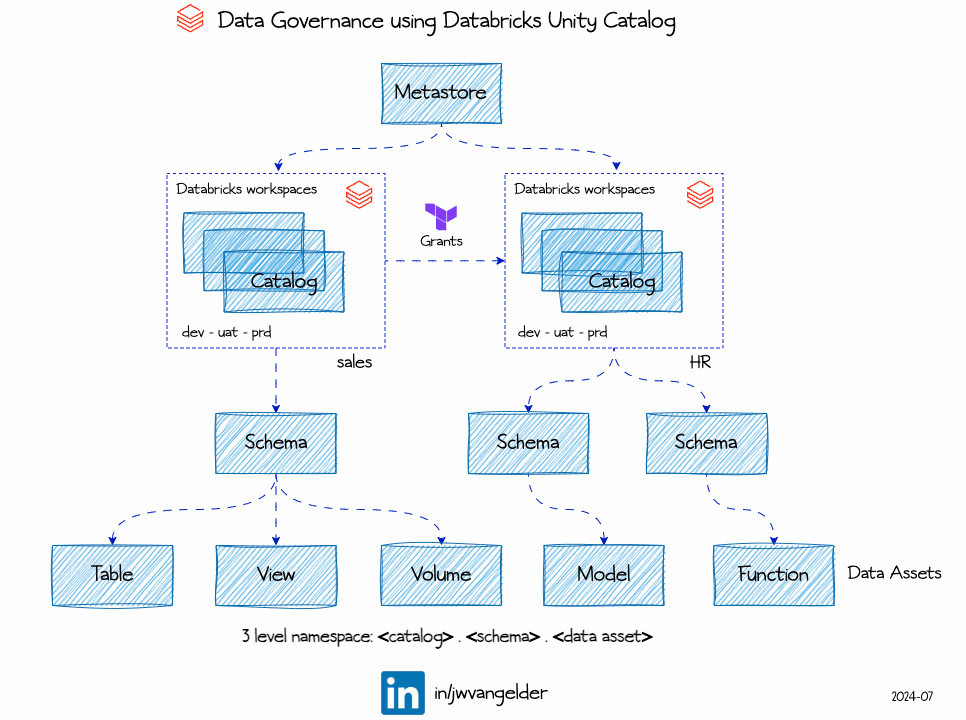 Data Governance using Databricks Unity Catalog
Metastore
Databricks workspaces
Catalog
dev - uat - prd
sales
Grants
Databricks workspaces
Catalog
dev - uat - prd
HR
Schema
Schema
Schema
Table
View
Volume
Model
Function
Data Assets
3 level namespace: <catalog> . <schema> . <data asset>
in
in/jwvangelder
2024-07